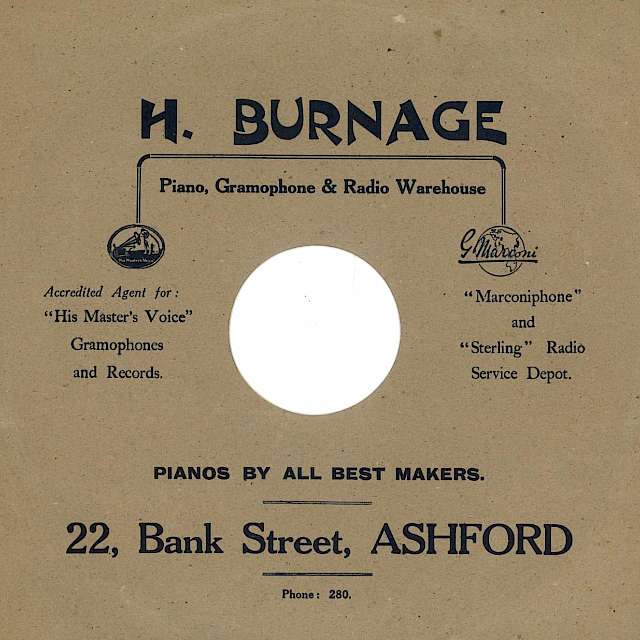 H. BURNAGE
Piano, Gramophone & Radio Warehouse
His Master's Voice
G. Marconi
Accredited Agent for:
"His Master's Voice"
Gramophones
and Records.
"Marconiphone"
and
"Sterling" Radio
Service Depot.
PIANOS BY ALL BEST MAKERS.
22, Bank Street, ASHFORD
Phone: 280.